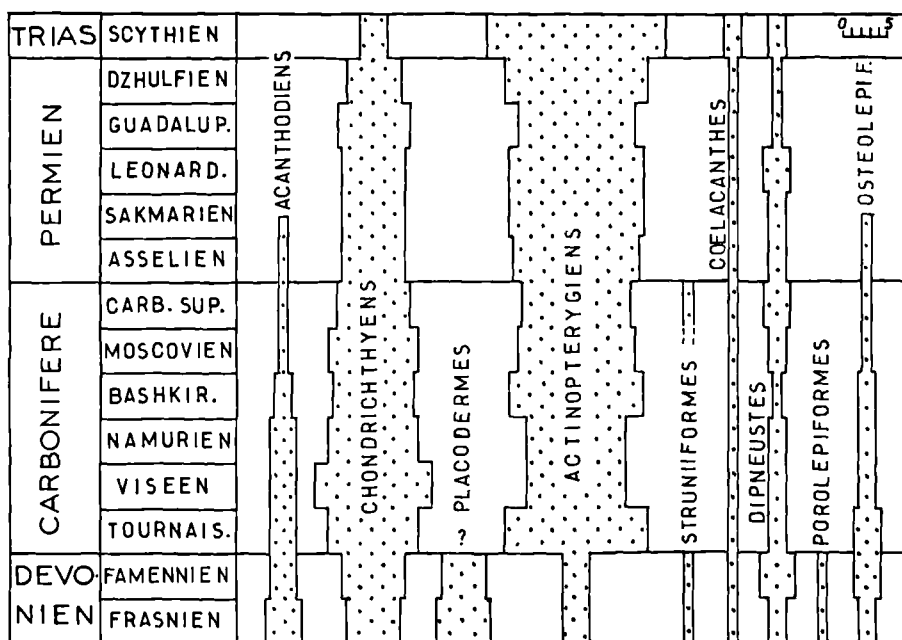 TRIAS
SCYTHIEN
0 5
PERMIEN
DZHULFIEN
GUADALUP.
LEONARD.
SAKMARIEN
ASSELIEN
CARBONIFERE
CARB. SUP.
MOSCOVIEN
BASHKIR.
NAMURIEN
VISEEN
TOURNAIS.
DEVO-
NIEN
FAMENNIEN
FRASNIEN
ACANTHODIENS
CHONDRICHTHYENS
PLACODERMES
?
ACTINOPTERYGIENS
STRUNIIFORMES
COELACANTHES
DIPNEUSTES
POROLEPIFORMES
OSTEOLEPIF.